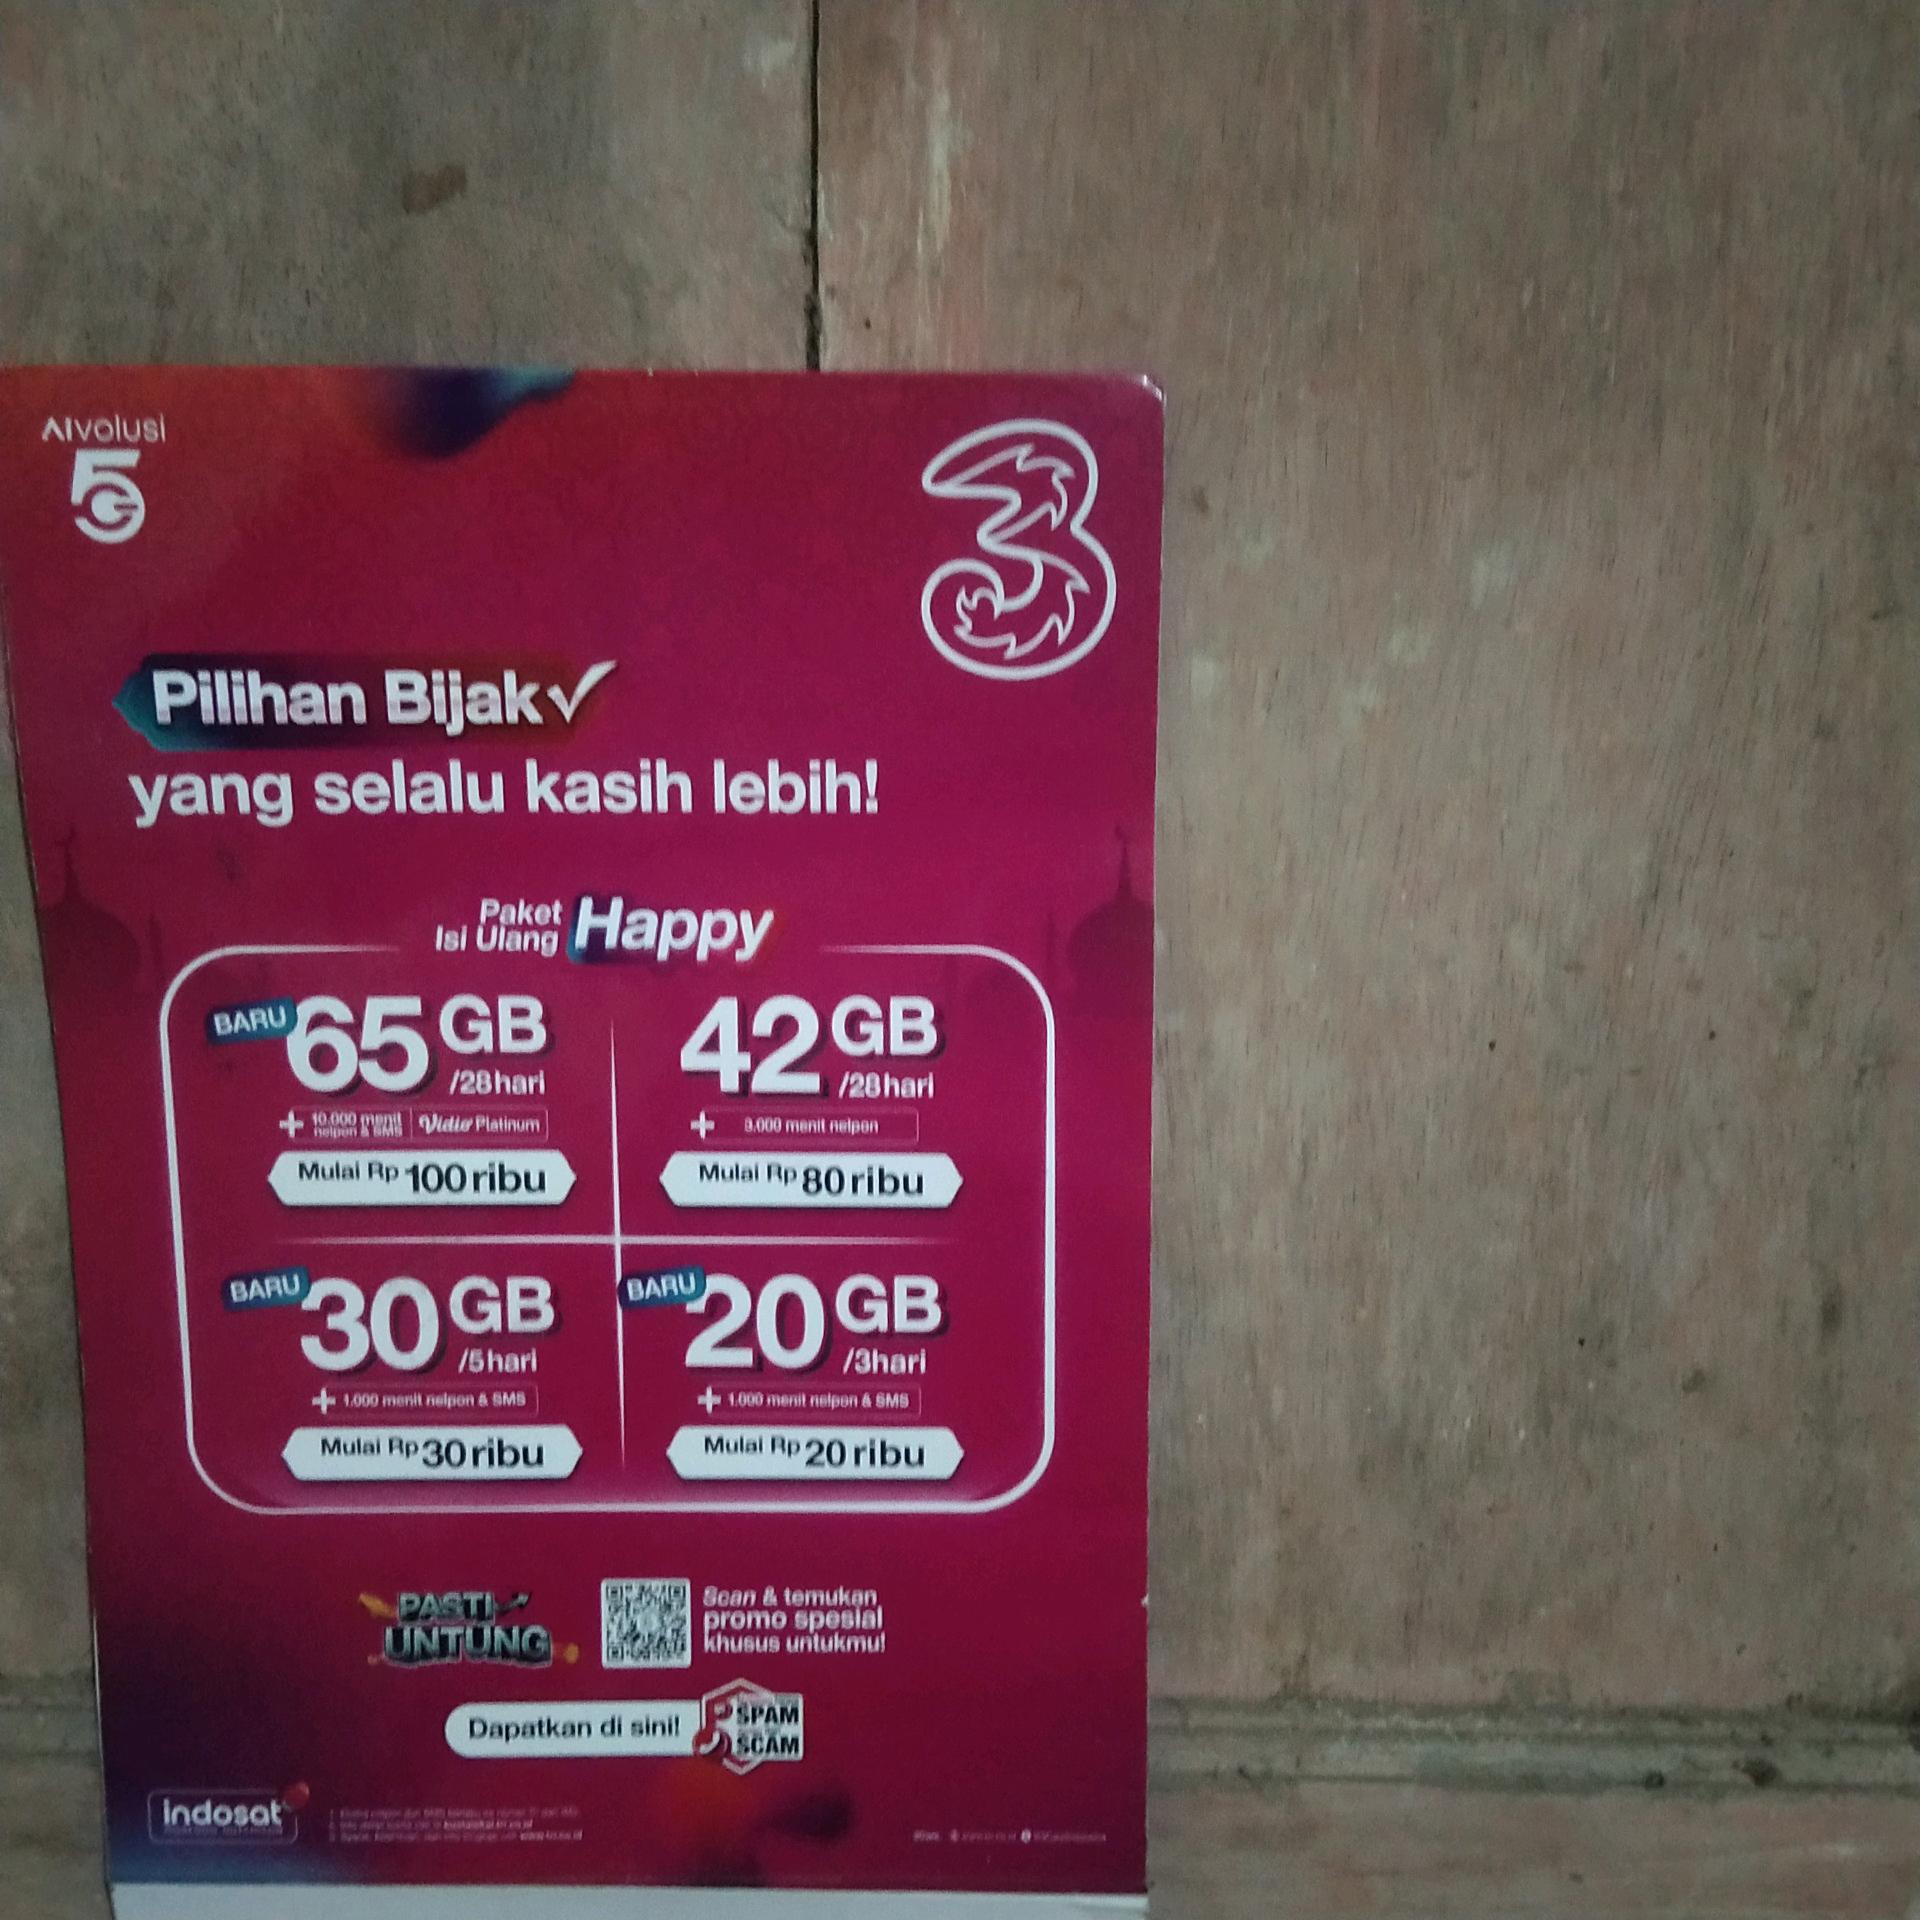 AIvolusi
5G
3
Pilihan Bijak
yang selalu kasih lebih!
Paket
Isi Ulang Happy
BARU 65 GB
/28hari
+ 10.000 menit
nelpon & SMS
Vidio Platinum
Mulai Rp 100 ribu
42 GB
/28hari
+ 3.000 menit nelpon
Mulai Rp 80 ribu
BARU 30 GB
/5hari
+ 1.000 menit nelpon & SMS
Mulai Rp 30 ribu
BARU 20 GB
/3hari
+ 1.000 menit nelpon & SMS
Mulai Rp 20 ribu
PASTI
UNTUNG
Scan & temukan
promo spesial
khusus untukmu!
Dapatkan di sini!
SPAM
SCAM
indosat